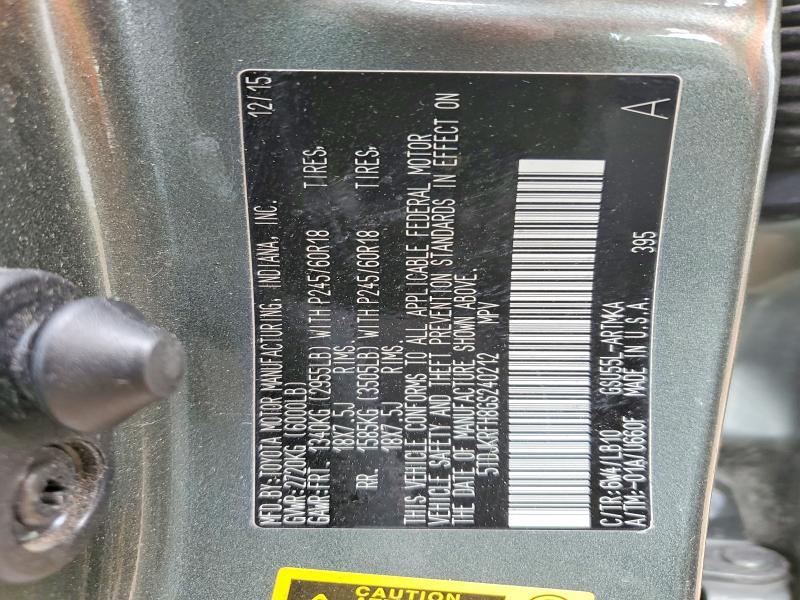 MFD.BY:TOYOTA MOTOR MANUFACTURING, INDIANA, INC. 12/15
GVWR:2720KG (6000LB)
GAWR:FRT. 1340KG (2955LB) WITH P245/60R18 TIRES,
18X7.5J RIMS.
RR. 1585KG (3505LB) WITH P245/60R18 TIRES,
18X7.5J RIMS.
THIS VEHICLE CONFORMS TO ALL APPLICABLE FEDERAL MOTOR
VEHICLE SAFETY AND THEFT PREVENTION STANDARDS IN EFFECT ON
THE DATE OF MANUFACTURE SHOWN ABOVE.
5TDJKRFH86S240212 MPV
C/TR:6W4/LB10 GSU55L-ARTMKA 395 A
A/TM:-01A/U660F MADE IN U.S.A.
CAUTION